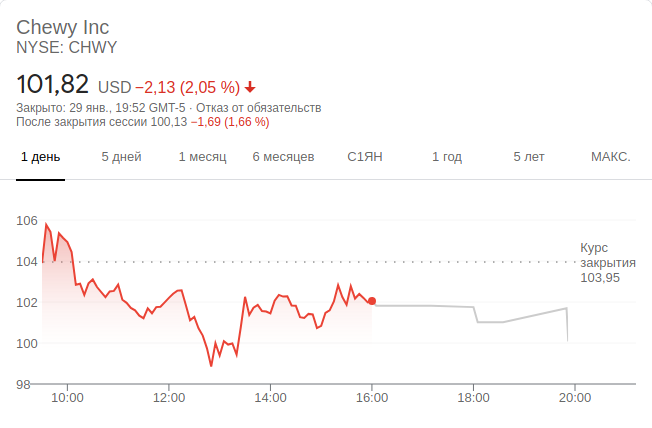 Chewy Inc
NYSE: CHWY
101,82 USD −2,13 (2,05 %)
Закрыто: 29 янв., 19:52 GMT-5 · Отказ от обязательств
После закрытия сессии 100,13 −1,69 (1,66 %)
1 день 5 дней 1 месяц 6 месяцев С1ЯН 1 год 5 лет МАКС.
106
104
102
100
98
Курс
закрытия
103,95
10:00 12:00 14:00 16:00 18:00 20:00